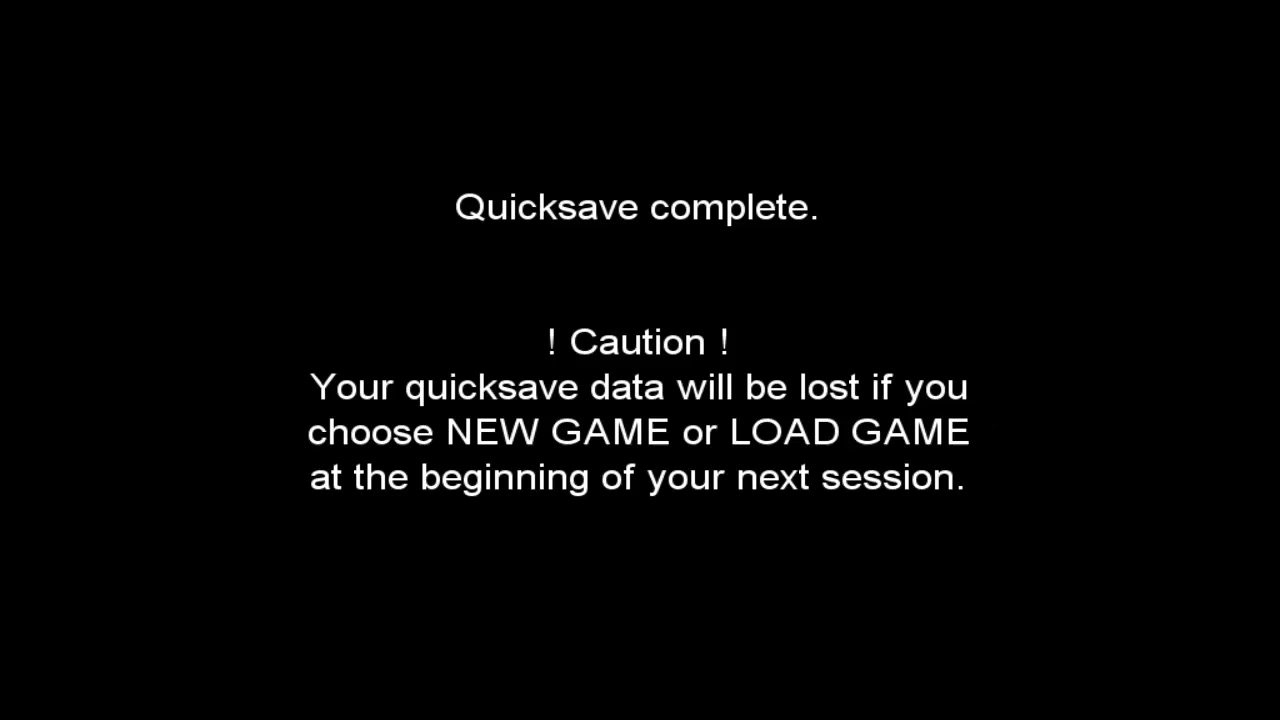 Quicksave complete.
! Caution !
Your quicksave data will be lost if you
choose NEW GAME or LOAD GAME
at the beginning of your next session.